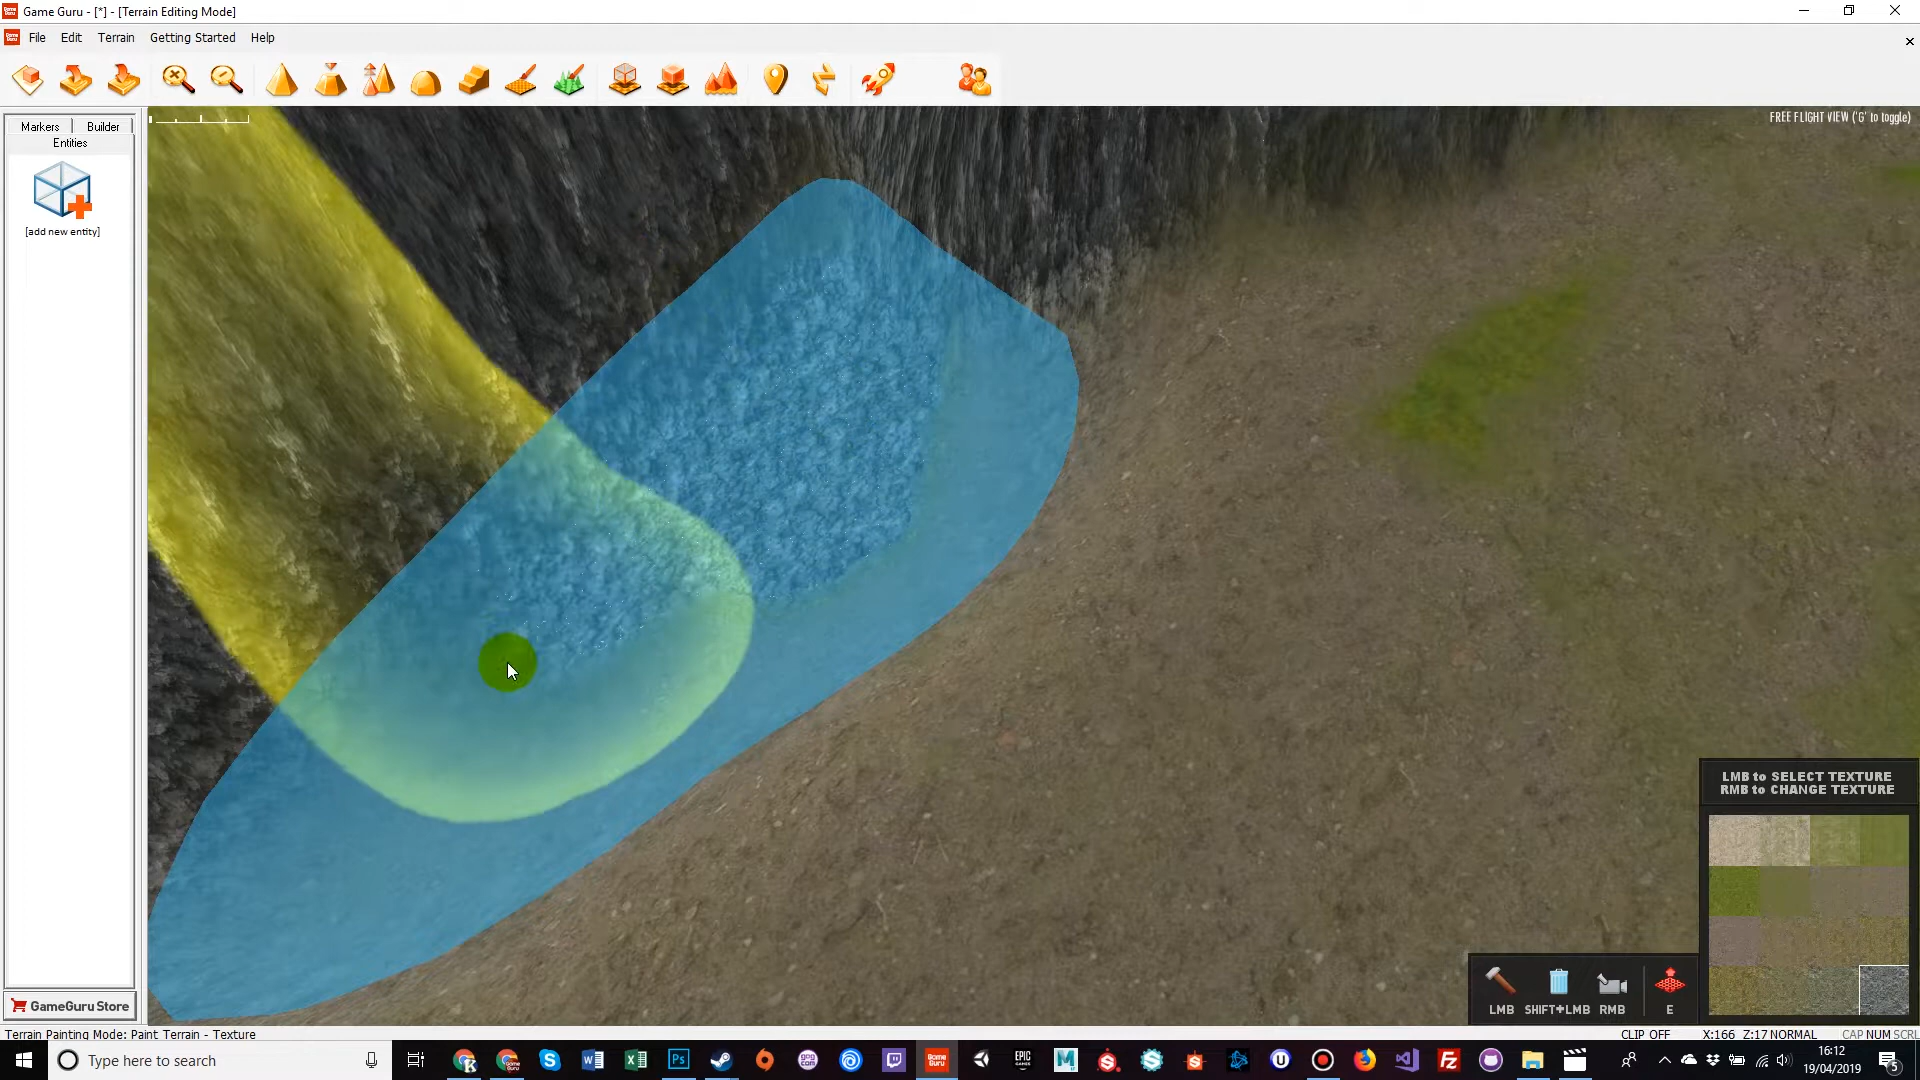 Game Guru - [*] - [Terrain Editing Mode]
File Edit Terrain Getting Started Help
Markers Builder
Entities
[add new entity]
FREE FLIGHT VIEW ('G' to toggle)
LMB to SELECT TEXTURE
RMB to CHANGE TEXTURE
LMB SHIFT+LMB RMB E
GameGuru Store
Terrain Painting Mode: Paint Terrain - Texture
CLIP OFF X:166 Z:17 NORMAL CAP NUM SCRL
Type here to search
16:12
19/04/2019
5